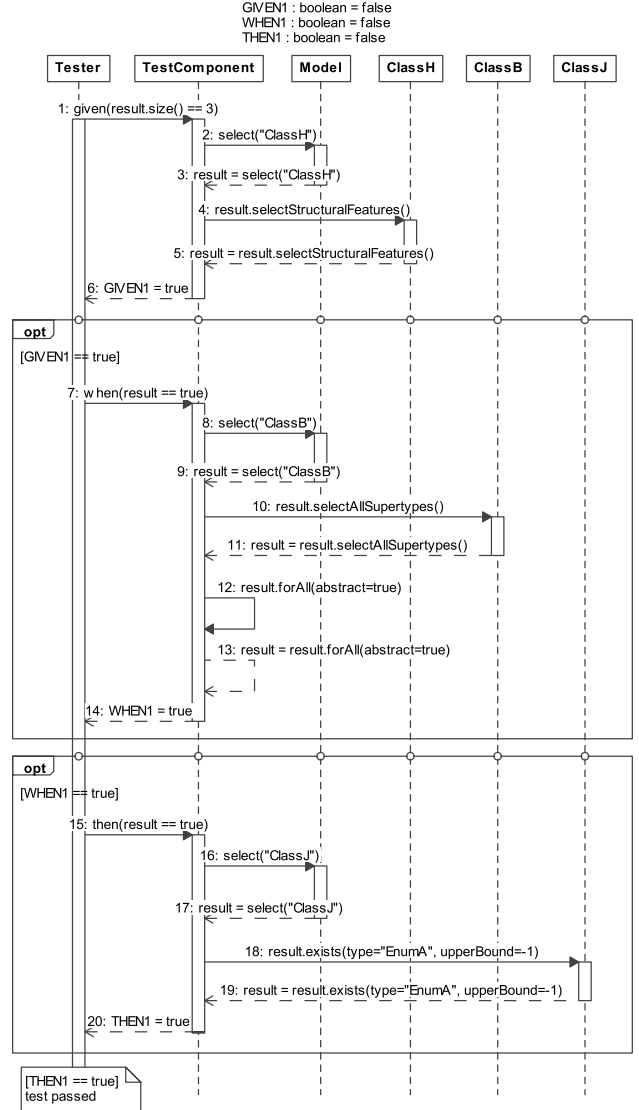 GIVEN1 : boolean = false
WHEN1 : boolean = false
THEN1 : boolean = false
Tester TestComponent Model ClassH ClassB ClassJ
1: given(result.size() == 3)
2: select("ClassH")
3: result = select("ClassH")
4: result.selectStructuralFeatures()
5: result = result.selectStructuralFeatures()
6: GIVEN1 = true
opt
[GIVEN1 == true]
7: when(result == true)
8: select("ClassB")
9: result = select("ClassB")
10: result.selectAllSupertypes()
11: result = result.selectAllSupertypes()
12: result.forAll(abstract=true)
13: result = result.forAll(abstract=true)
14: WHEN1 = true
opt
[WHEN1 == true]
15: then(result == true)
16: select("ClassJ")
17: result = select("ClassJ")
18: result.exists(type="EnumA", upperBound=-1)
19: result = result.exists(type="EnumA", upperBound=-1)
20: THEN1 = true
[THEN1 == true]
test passed